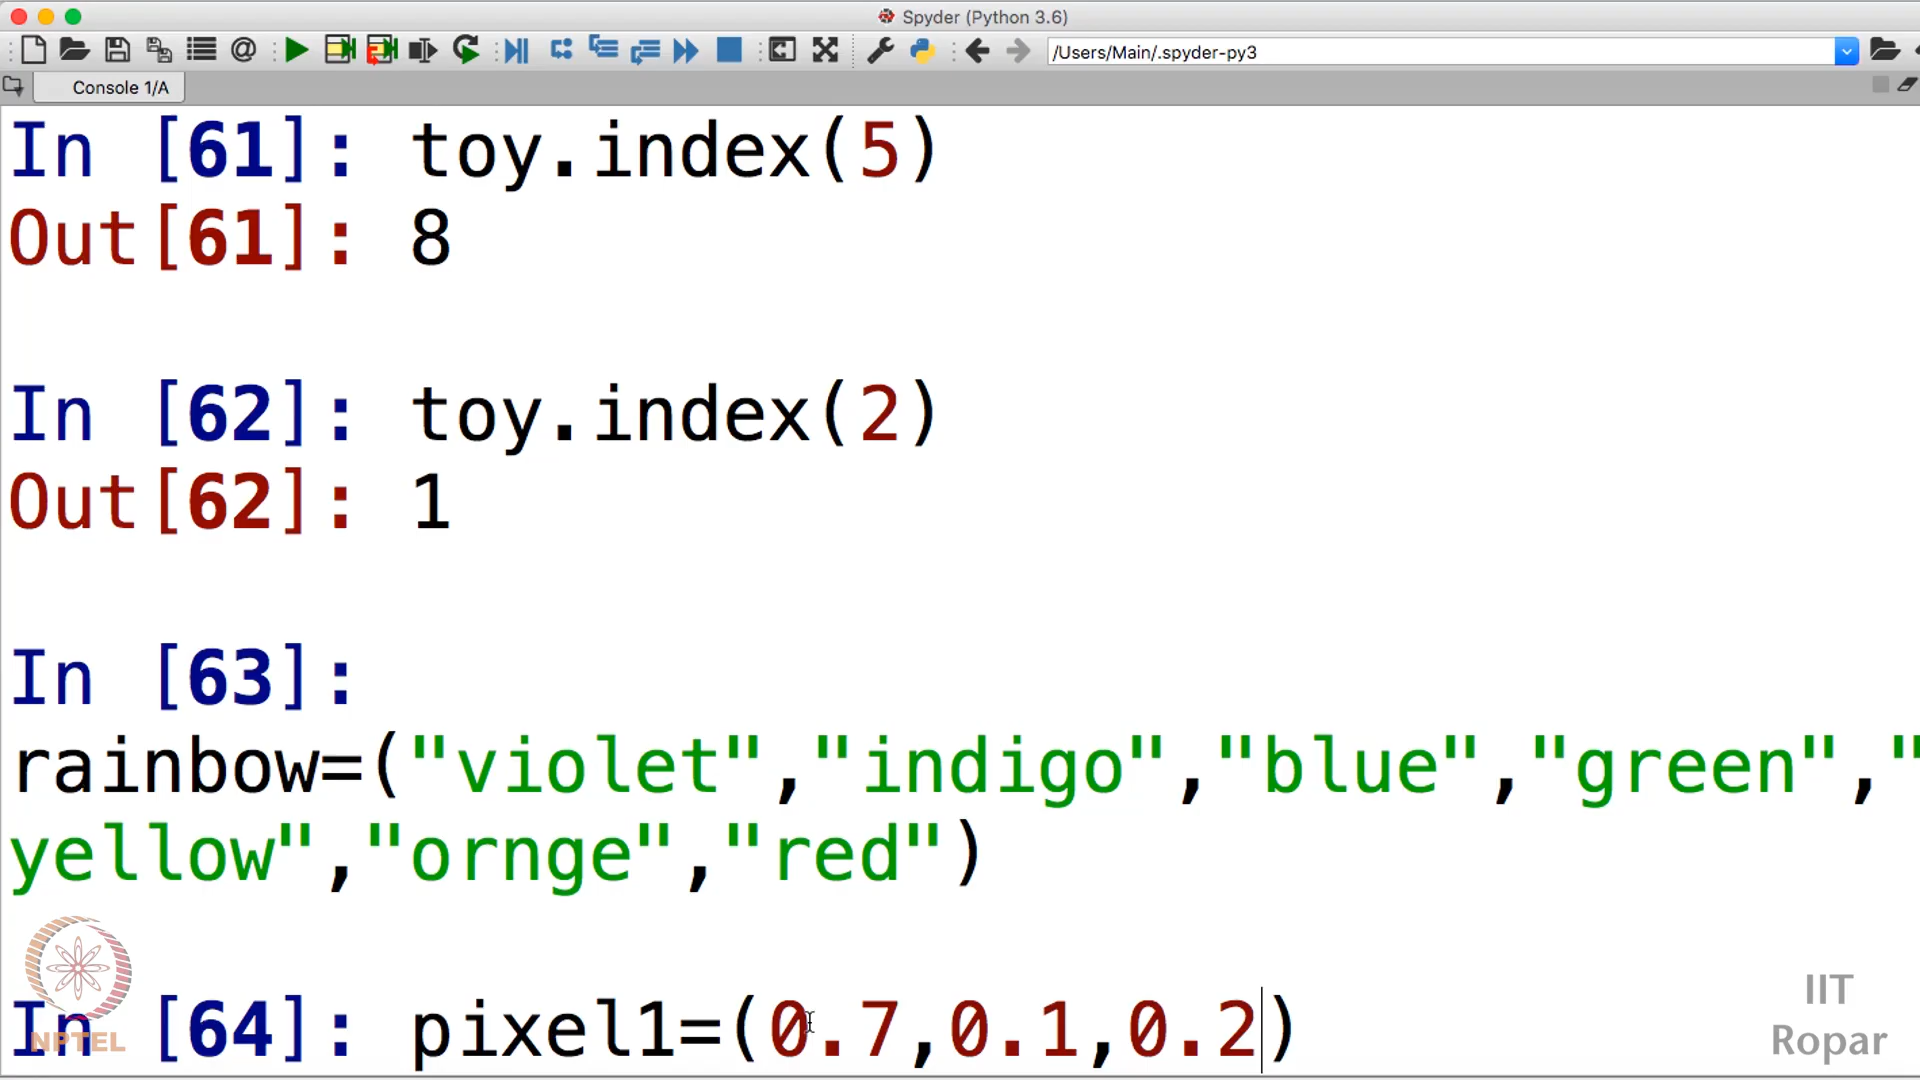 Spyder (Python 3.6)
/Users/Main/.spyder-py3
Console 1/A
In [61]: toy.index(5)
Out[61]: 8
In [62]: toy.index(2)
Out[62]: 1
In [63]:
rainbow=("violet","indigo","blue","green","
yellow","ornge","red")
In [64]: pixel1=(0.7,0.1,0.2)
NPTEL
IIT
Ropar